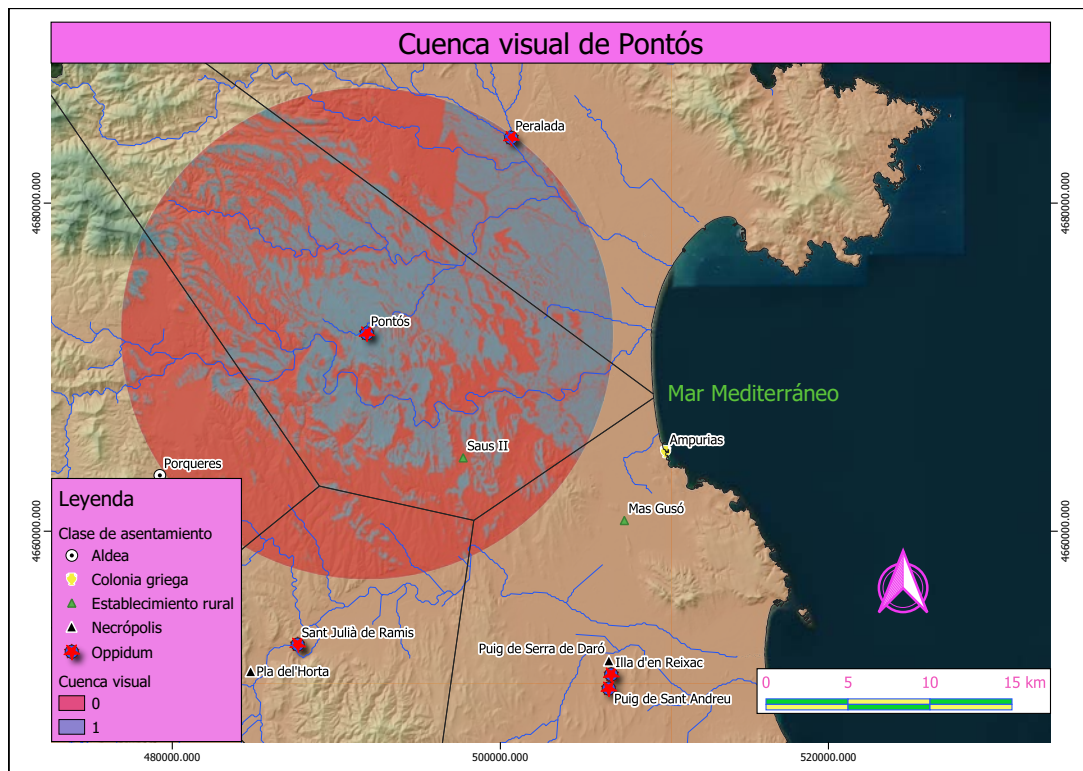 Cuenca visual de Pontós
Peralada
4680000.000
4680000.000
Pontós
Mar Mediterráneo
Ampurias
Saus II
Porqueres
Mas Gusó
4660000.000
4660000.000
Leyenda
Clase de asentamiento
Aldea
Colonia griega
Establecimiento rural
Necrópolis
Oppidum
Cuenca visual
0
1
Sant Julià de Ramis
Pla del'Horta
Puig de Serra de Daró
Illa d'en Reixac
Puig de Sant Andreu
0 5 10 15 km
480000.000 500000.000 520000.000